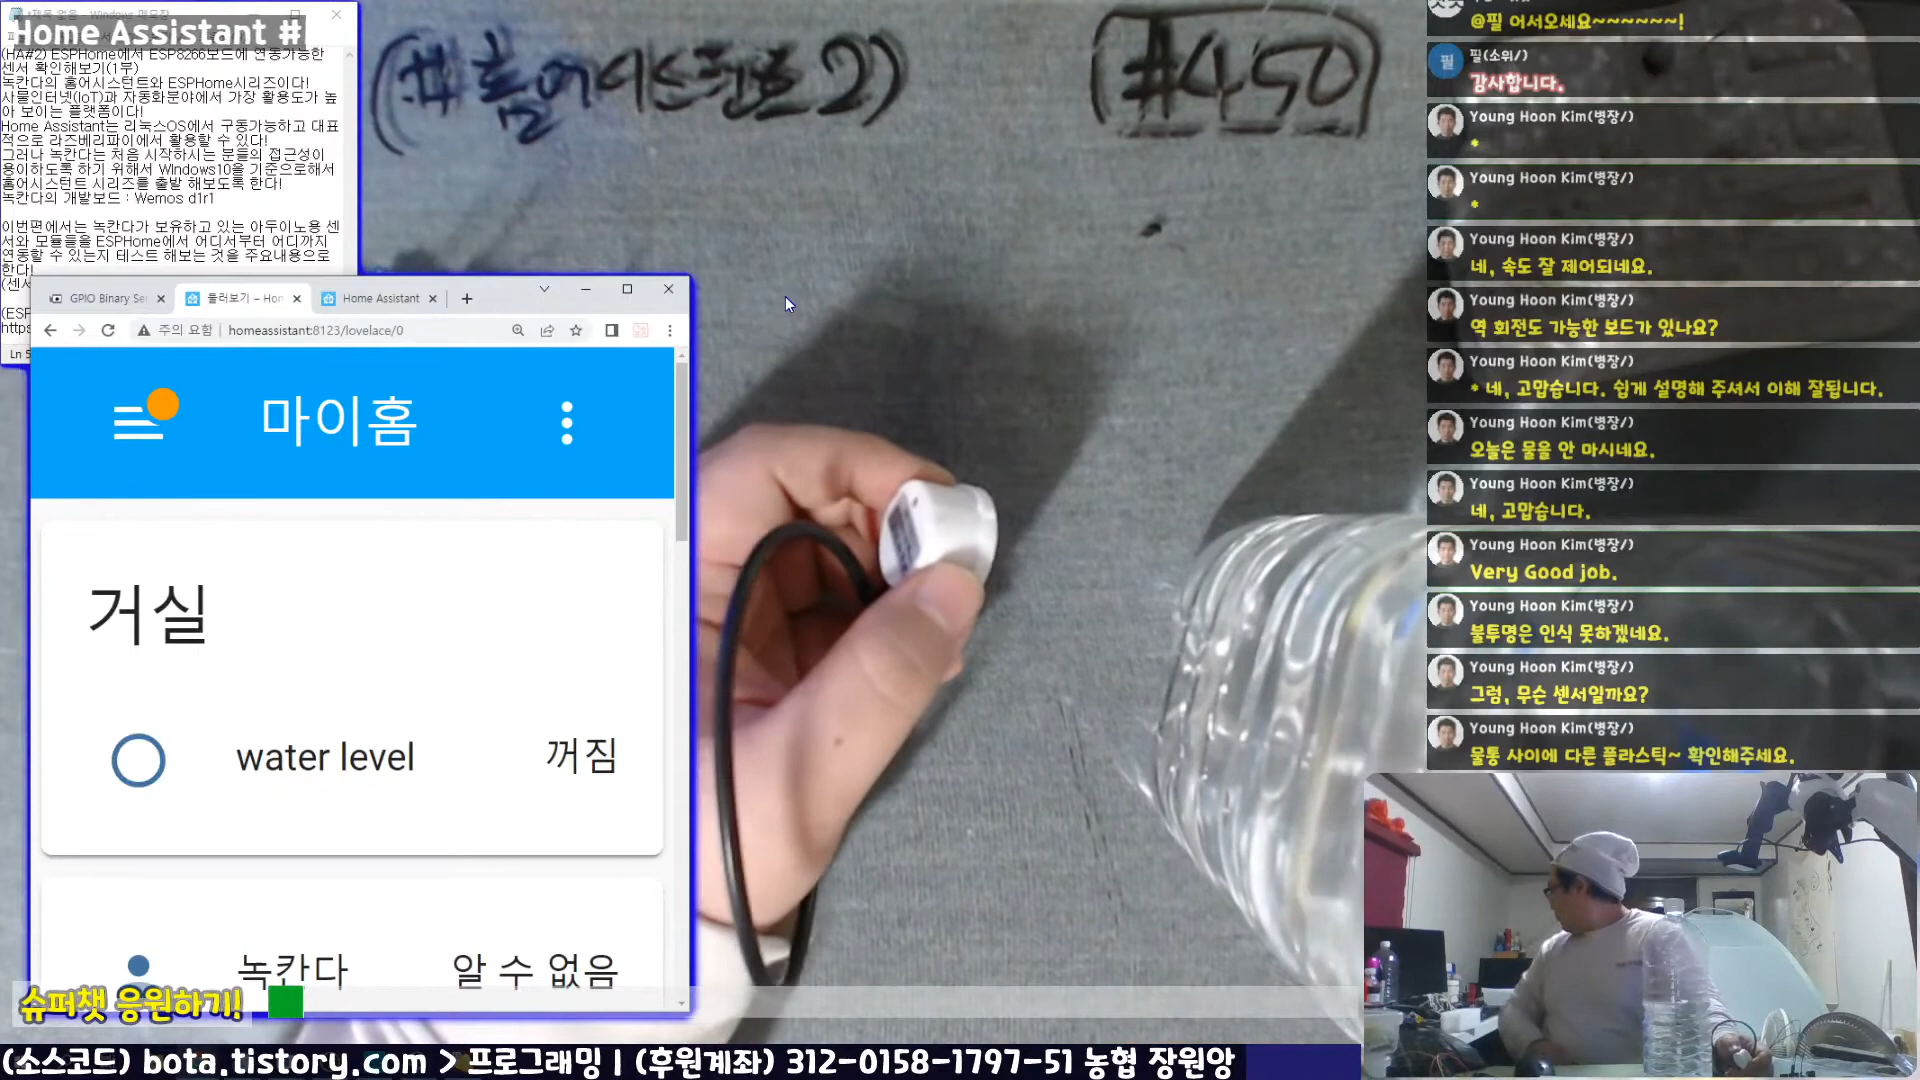 Home Assistant #
(HA#2) ESPHome에서 ESP8266보드에 연동가능한
센서 확인해보기(1부)
녹칸다의 홈어시스턴트와 ESPHome시리즈이다!
사물인터넷(IoT)과 자동화분야에서 가장 활용도가 높
아 보이는 플랫폼이다!
Home Assistant는 리눅스OS에서 구동가능하고 대표
적으로 라즈베리파이에서 활용할 수 있다!
그러나 녹칸다는 처음 시작하시는 분들의 접근성이
용이하도록 하기 위해서 Windows10을 기준으로해서
홈어시스턴트 시리즈를 출발 해보도록 한다!
녹칸다의 개발보드 : Wemos d1r1
이번편에서는 녹칸다가 보유하고 있는 아두이노용 센
서와 모듈들을 ESPHome에서 어디서부터 어디까지
연동할 수 있는지 테스트 해보는 것을 주요내용으로
한다!
(센서
(ESP
https
Ln 5
(#홈어시스턴트2)
#450
GPIO Binary Se
둘러보기 – Hon
Home Assistant
주의 요함
homeassistant:8123/lovelace/0
마이홈
거실
water level 꺼짐
녹칸다 알 수 없음
슈퍼챗 응원하기!
@필 어서오세요~~~~~~!
필
필(소위/)
감사합니다.
Young Hoon Kim(병장/)
*
Young Hoon Kim(병장/)
*
Young Hoon Kim(병장/)
네, 속도 잘 제어되네요.
Young Hoon Kim(병장/)
역 회전도 가능한 보드가 있나요?
Young Hoon Kim(병장/)
* 네, 고맙습니다. 쉽게 설명해 주셔서 이해 잘됩니다.
Young Hoon Kim(병장/)
오늘은 물을 안 마시네요.
Young Hoon Kim(병장/)
네, 고맙습니다.
Young Hoon Kim(병장/)
Very Good job.
Young Hoon Kim(병장/)
불투명은 인식 못하겠네요.
Young Hoon Kim(병장/)
그럼, 무슨 센서일까요?
Young Hoon Kim(병장/)
물통 사이에 다른 플라스틱~ 확인해주세요.
(소스코드) bota.tistory.com > 프로그래밍 | (후원계좌) 312-0158-1797-51 농협 장원앙